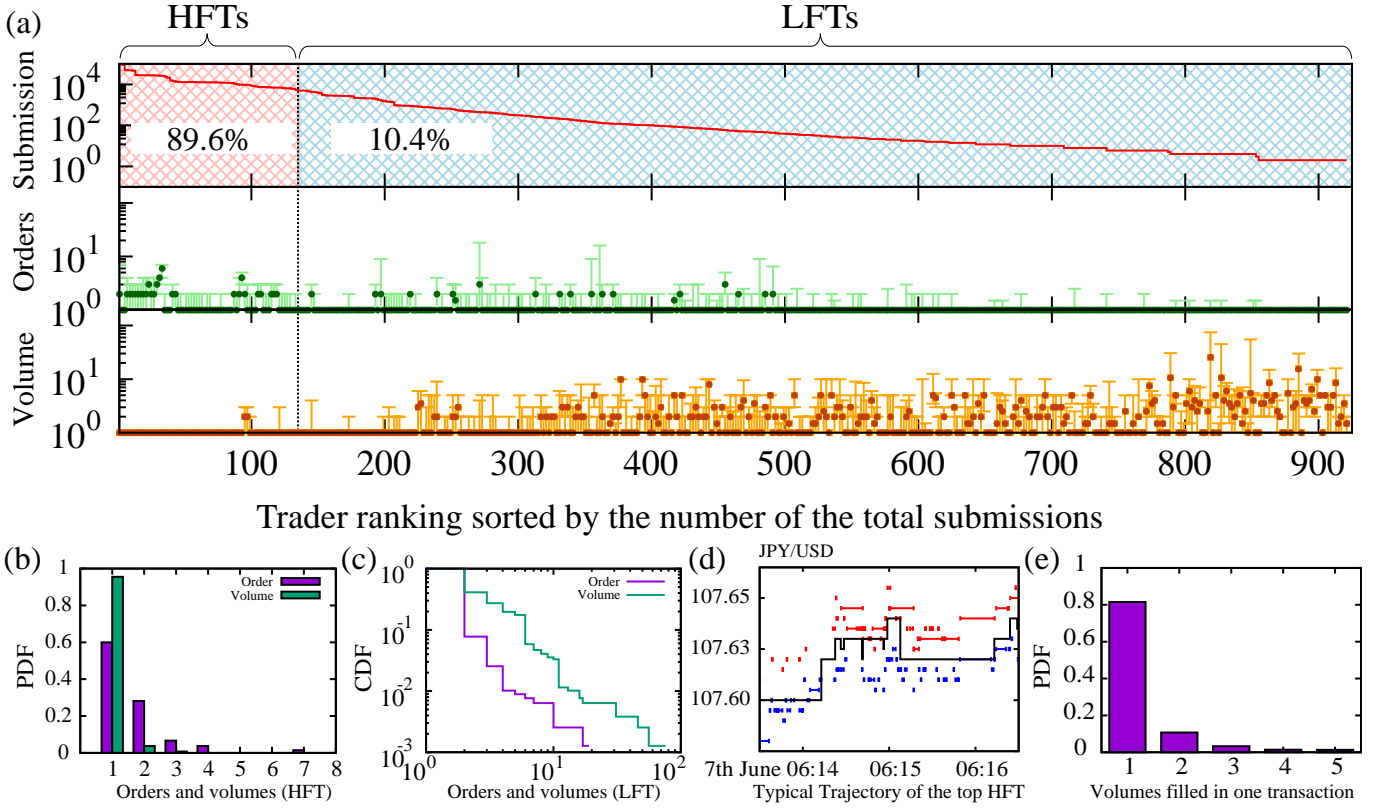 (a)
HFTs
LFTs
Submission
10^4
10^2
10^0
89.6%
10.4%
Orders
10^1
10^0
Volume
10^1
10^0
100 200 300 400 500 600 700 800 900
Trader ranking sorted by the number of the total submissions
(b)
PDF
1
0.8
0.6
0.4
0.2
0
Order
Volume
1 2 3 4 5 6 7 8
Orders and volumes (HFT)
(c)
CDF
10^0
10^-1
10^-2
10^-3
Order
Volume
10^0 10^1 10^2
Orders and volumes (LFT)
(d)
JPY/USD
107.65
107.63
107.60
7th June 06:14 06:15 06:16
Typical Trajectory of the top HFT
(e)
PDF
1
0.8
0.6
0.4
0.2
0
1 2 3 4 5
Volumes filled in one transaction